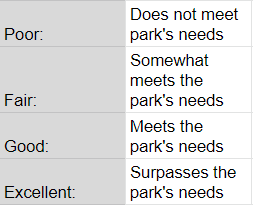 Poor:
Does not meet
park's needs
Fair:
Somewhat
meets the
park's needs
Good:
Meets the
park's needs
Excellent:
Surpasses the
park's needs